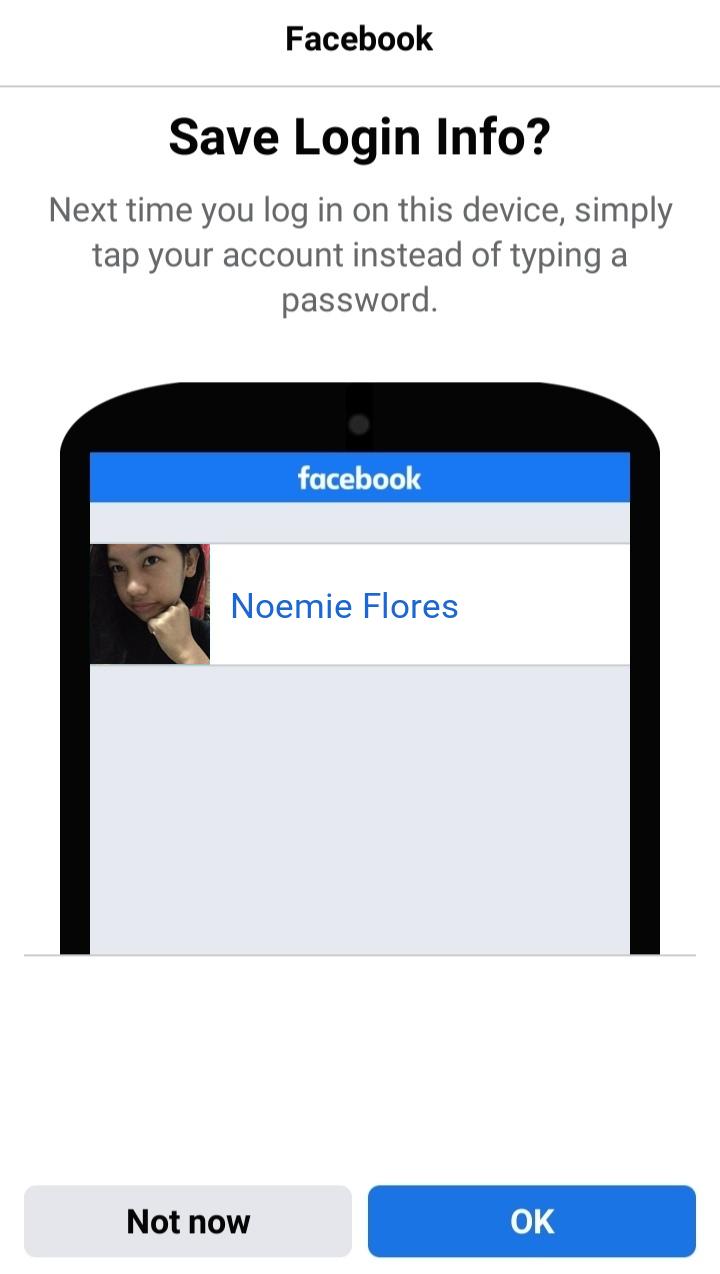 Facebook
Save Login Info?
Next time you log in on this device, simply
tap your account instead of typing a
password.
facebook
Noemie Flores
Not now
OK